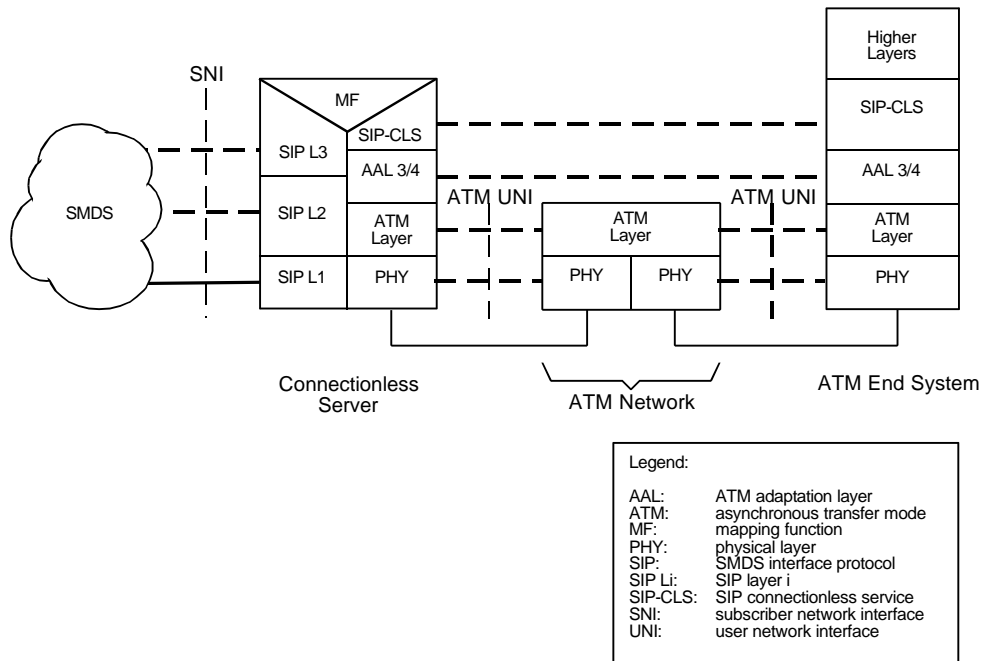 Higher
Layers
SNI
MF
SIP-CLS
SIP-CLS
SIP L3
AAL 3/4
AAL 3/4
ATM UNI
ATM UNI
SMDS
SIP L2
ATM
Layer
ATM
Layer
ATM
Layer
SIP L1
PHY
PHY
PHY
PHY
Connectionless
Server
ATM Network
ATM End System
Legend:
AAL: ATM adaptation layer
ATM: asynchronous transfer mode
MF: mapping function
PHY: physical layer
SIP: SMDS interface protocol
SIP Li: SIP layer i
SIP-CLS: SIP connectionless service
SNI: subscriber network interface
UNI: user network interface